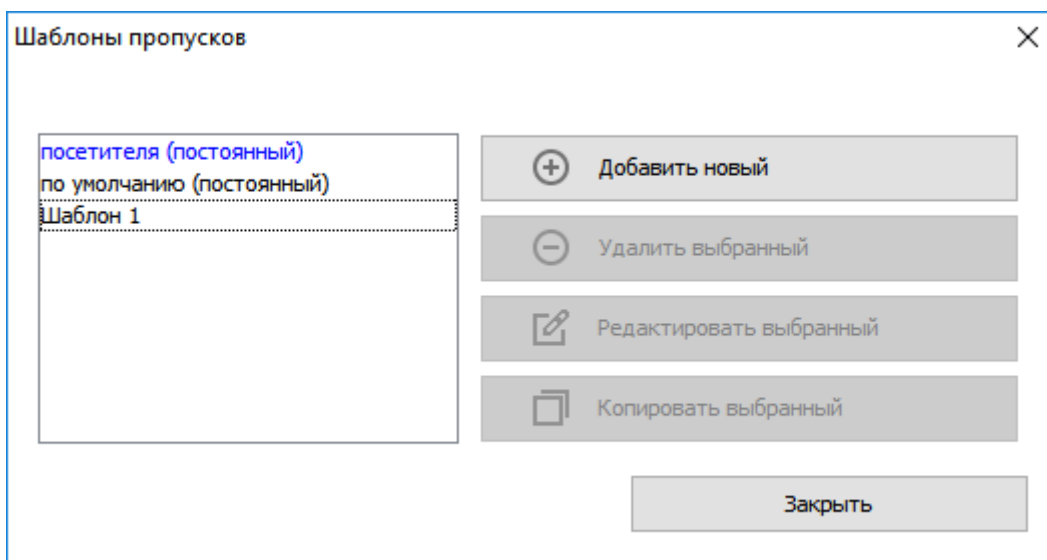 Шаблоны пропусков
посетителя (постоянный)
по умолчанию (постоянный)
Шаблон 1
Добавить новый
Удалить выбранный
Редактировать выбранный
Копировать выбранный
Закрыть